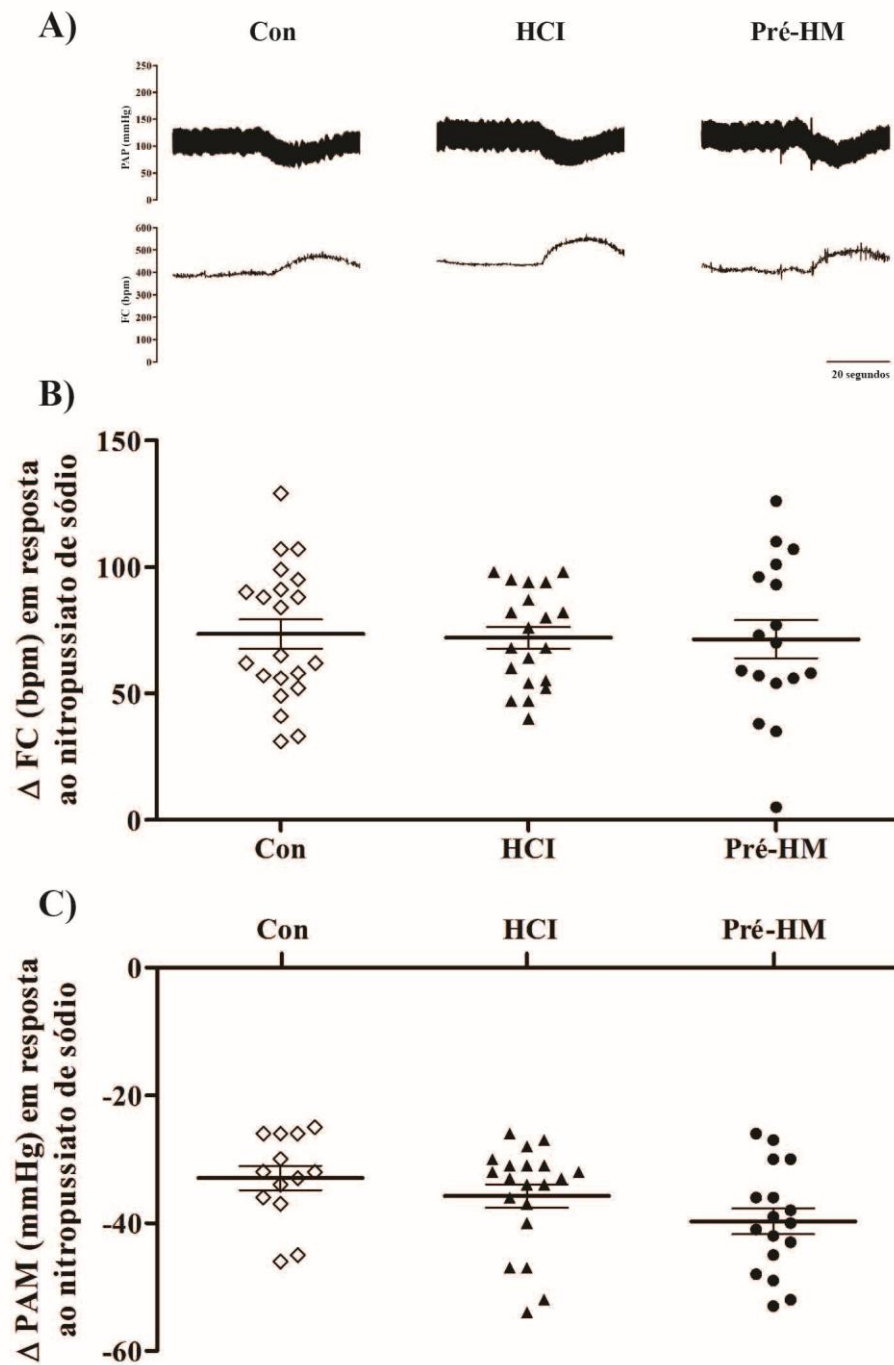 A)
Con HCI Pré-HM
PAP (mmHg)
250
200
150
100
50
0
FC (bpm)
600
500
400
300
200
100
0
20 segundos
B)
Δ FC (bpm) em resposta
ao nitropussiato de sódio
150
100
50
0
Con HCI Pré-HM
C)
Con HCI Pré-HM
Δ PAM (mmHg) em resposta
ao nitropussiato de sódio
0
-20
-40
-60